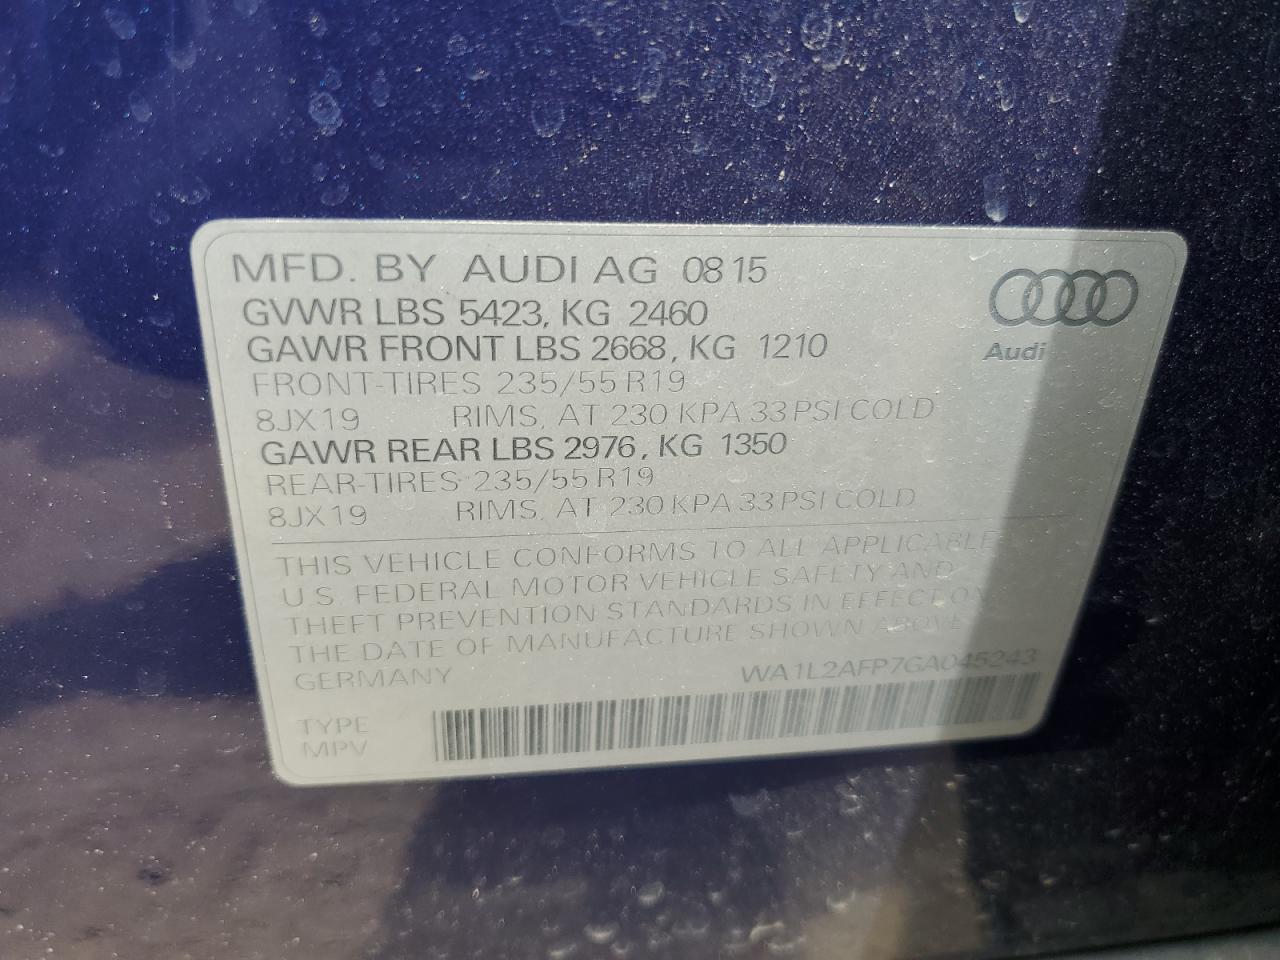 MFD. BY AUDI AG 08 15
GVWR LBS 5423, KG 2460
GAWR FRONT LBS 2668, KG 1210
Audi
FRONT-TIRES 235/55 R19
8JX19 RIMS, AT 230 KPA 33 PSI COLD
GAWR REAR LBS 2976, KG 1350
REAR-TIRES 235/55 R19
8JX19 RIMS, AT 230 KPA 33 PSI COLD
THIS VEHICLE CONFORMS TO ALL APPLICABLE
U.S. FEDERAL MOTOR VEHICLE SAFETY AND
THEFT PREVENTION STANDARDS IN EFFECT ON
THE DATE OF MANUFACTURE SHOWN ABOVE
GERMANY WA1L2AFP7GA045243
TYPE
MPV